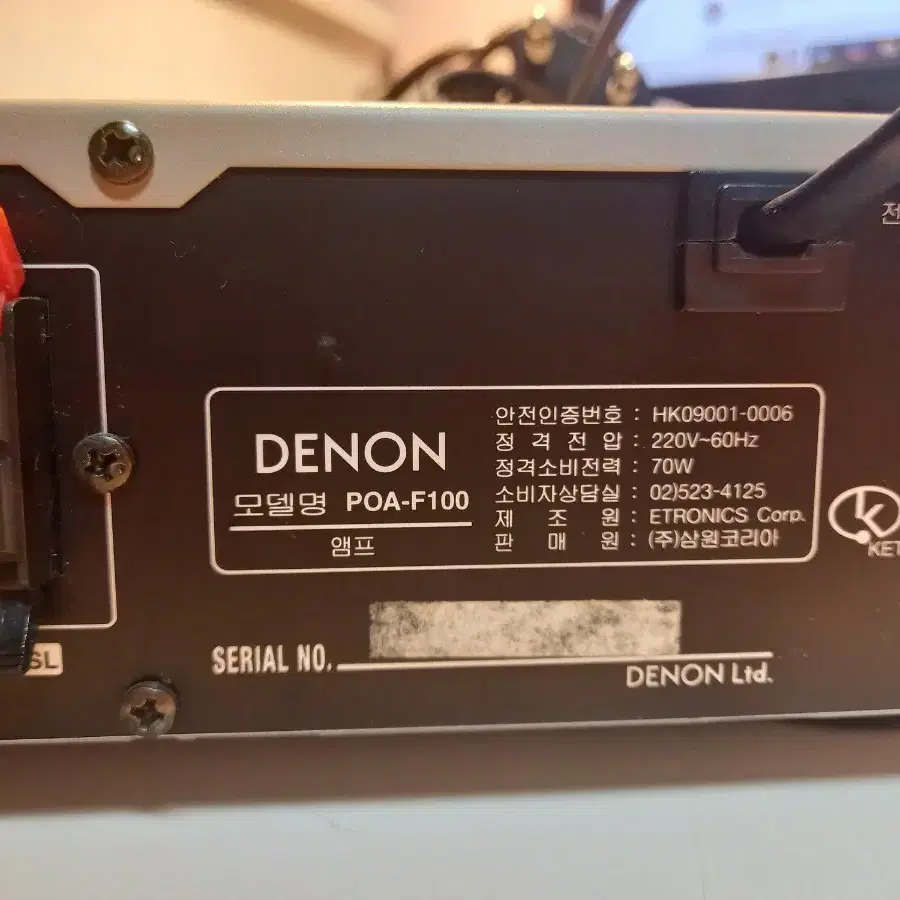 전
DENON
모델명 POA-F100
앰프
안전인증번호 : HK09001-0006
정격전압 : 220V~60Hz
정격소비전력 : 70W
소비자상담실 : 02)523-4125
제조원 : ETRONICS Corp.
판매원 : (주)삼원코리아
K
KET
SL
SERIAL NO.
DENON Ltd.